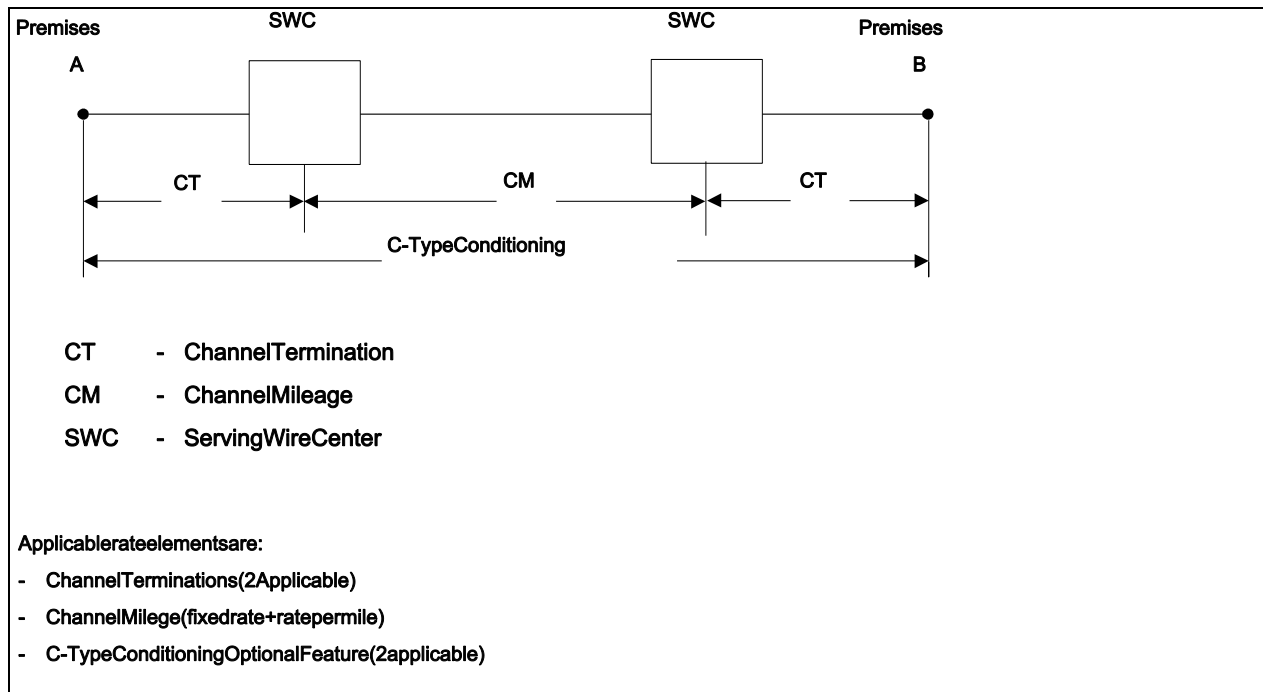 SWC SWC
Premises Premises
A B
CT CM CT
C-TypeConditioning
CT - ChannelTermination
CM - ChannelMileage
SWC - ServingWireCenter
Applicablerateelementsare:
- ChannelTerminations(2Applicable)
- ChannelMilege(fixedrate+ratepermile)
- C-TypeConditioningOptionalFeature(2applicable)